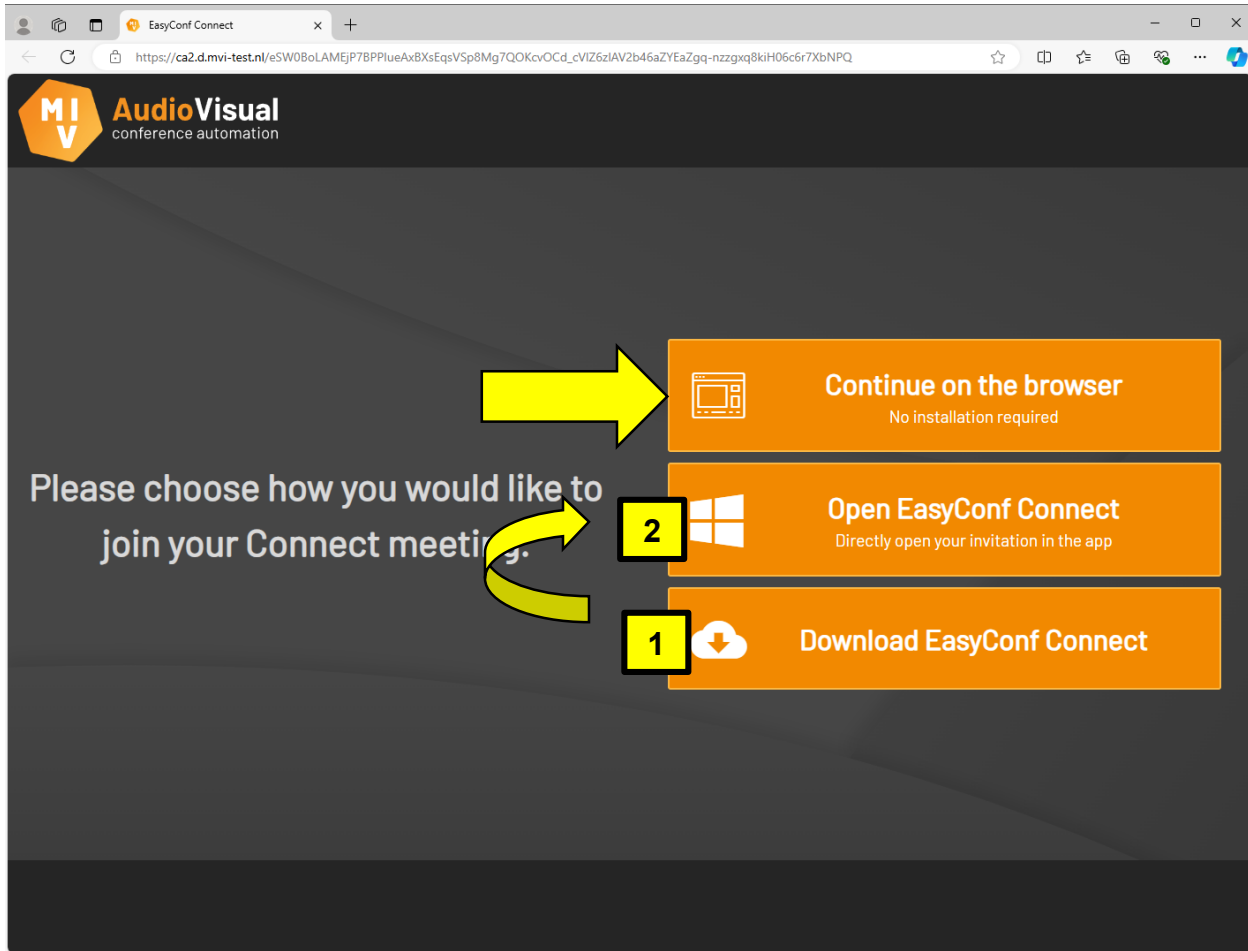 EasyConf Connect
https://ca2.d.mvi-test.nl/eSW0BoLAMEjP7BPPIueAxBXsEqsVSp8Mg7QOKcvOCd_cVIZ6zlAV2b46aZYEaZgq-nzzgxq8kiH06c6r7XbNPQ
MI
V
AudioVisual
conference automation
Continue on the browser
No installation required
Please choose how you would like to
join your Connect meeting.
2
Open EasyConf Connect
Directly open your invitation in the app
1
Download EasyConf Connect